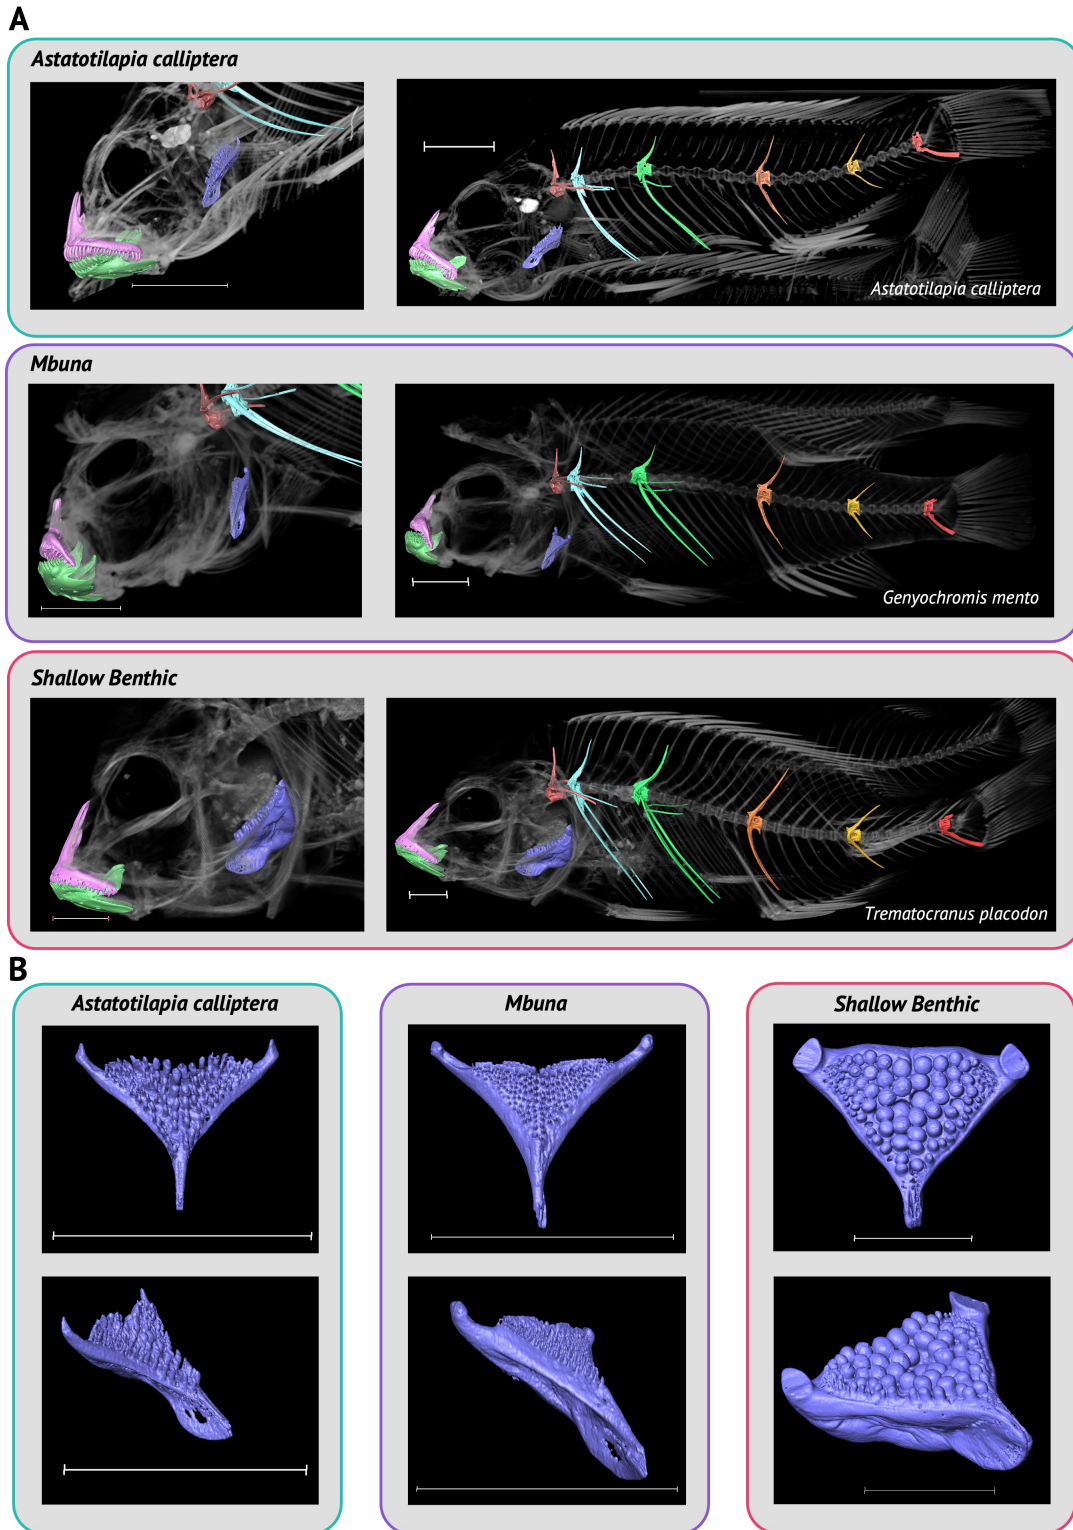 A
Astatotilapia calliptera
Astatotilapia calliptera
Mbuna
Genyochromis mento
Shallow Benthic
Trematocranus placodon
B
Astatotilapia calliptera
Mbuna
Shallow Benthic